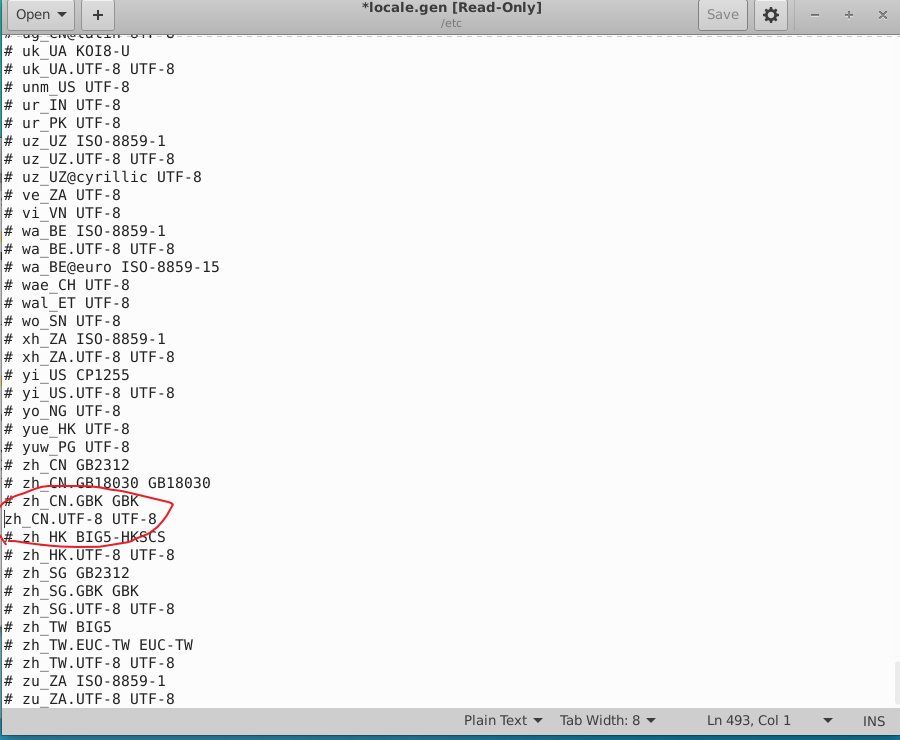 Open
*locale.gen [Read-Only]
/etc
Save
# ug_CN@latin UTF-8
# uk_UA KOI8-U
# uk_UA.UTF-8 UTF-8
# unm_US UTF-8
# ur_IN UTF-8
# ur_PK UTF-8
# uz_UZ ISO-8859-1
# uz_UZ.UTF-8 UTF-8
# uz_UZ@cyrillic UTF-8
# ve_ZA UTF-8
# vi_VN UTF-8
# wa_BE ISO-8859-1
# wa_BE.UTF-8 UTF-8
# wa_BE@euro ISO-8859-15
# wae_CH UTF-8
# wal_ET UTF-8
# wo_SN UTF-8
# xh_ZA ISO-8859-1
# xh_ZA.UTF-8 UTF-8
# yi_US CP1255
# yi_US.UTF-8 UTF-8
# yo_NG UTF-8
# yue_HK UTF-8
# yuw_PG UTF-8
# zh_CN GB2312
# zh_CN.GB18030 GB18030
# zh_CN.GBK GBK
zh_CN.UTF-8 UTF-8
# zh_HK BIG5-HKSCS
# zh_HK.UTF-8 UTF-8
# zh_SG GB2312
# zh_SG.GBK GBK
# zh_SG.UTF-8 UTF-8
# zh_TW BIG5
# zh_TW.EUC-TW EUC-TW
# zh_TW.UTF-8 UTF-8
# zu_ZA ISO-8859-1
# zu_ZA.UTF-8 UTF-8
Plain Text Tab Width: 8 Ln 493, Col 1 INS